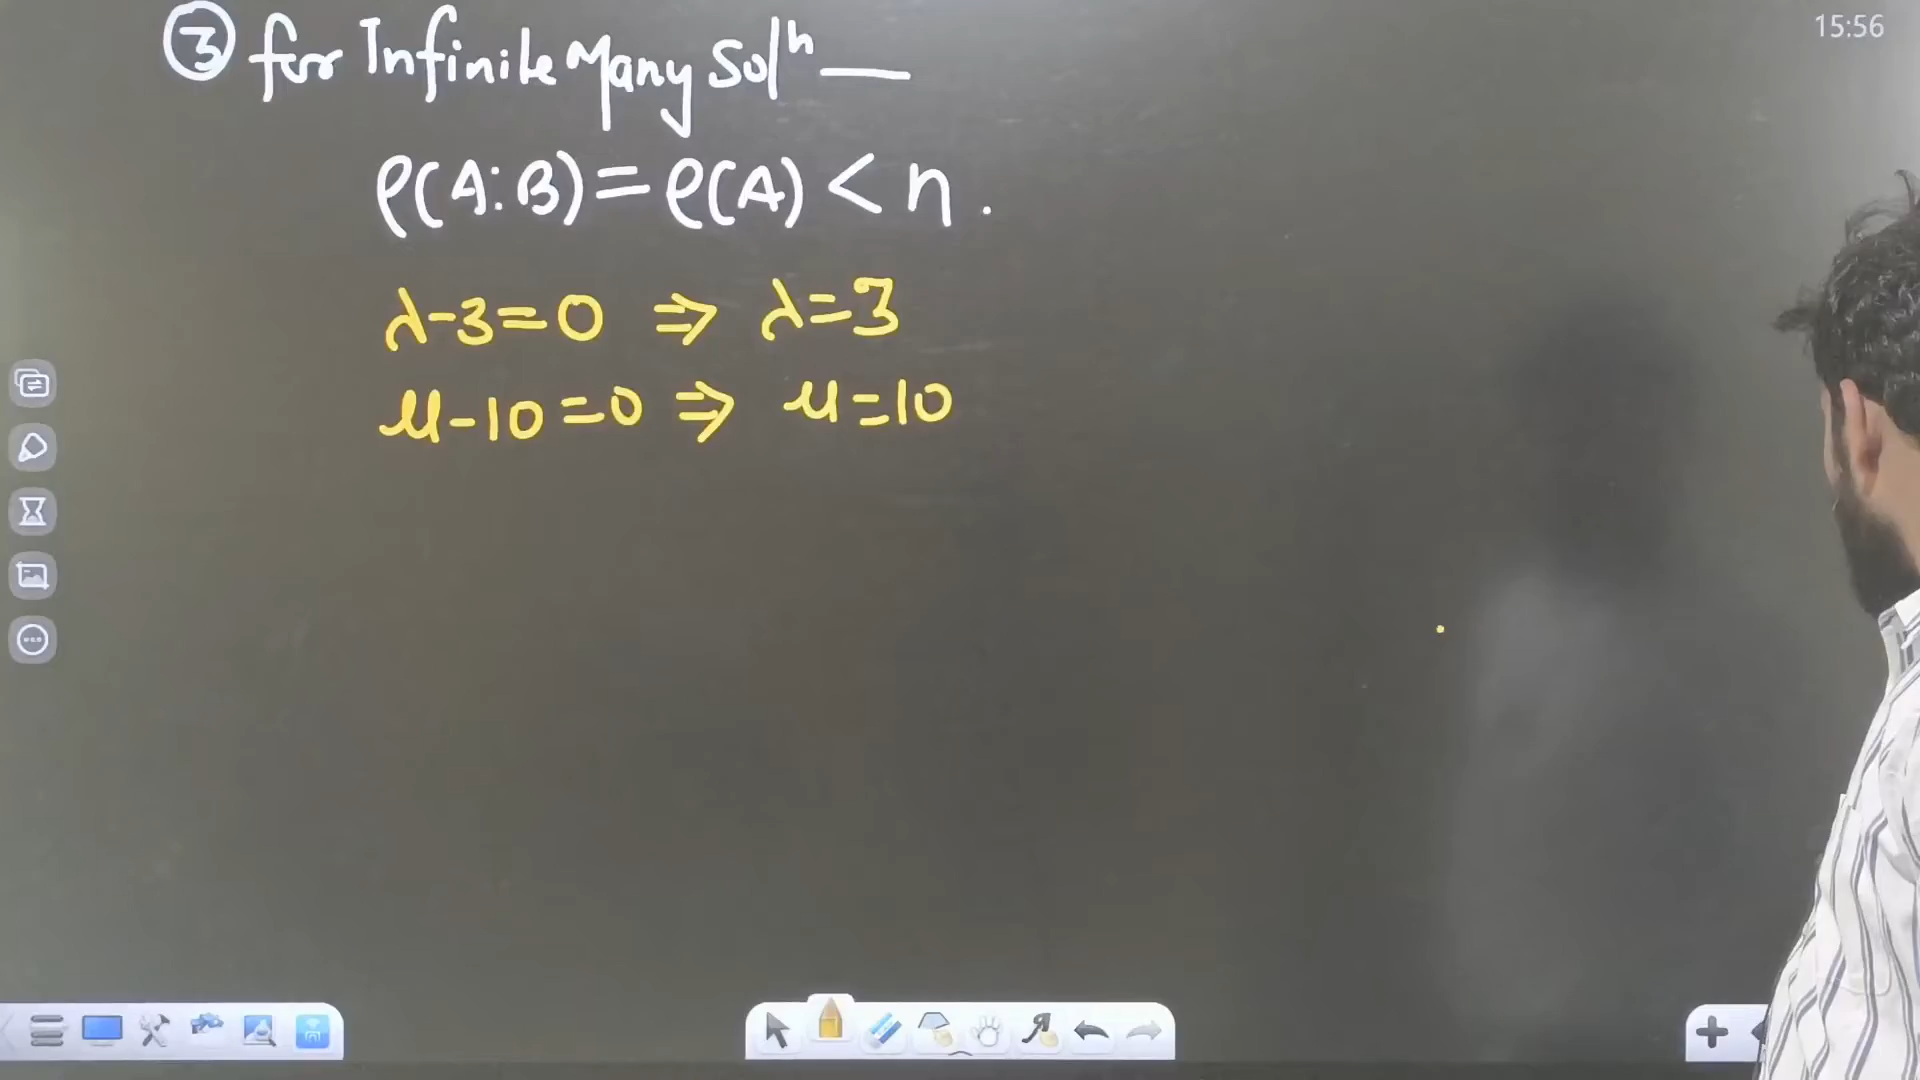 15:56
③ for Infinite Many Solⁿ —
ρ(A:B) = ρ(A) < n.
λ-3=0 ⇒ λ=3
μ-10=0 ⇒ μ=10